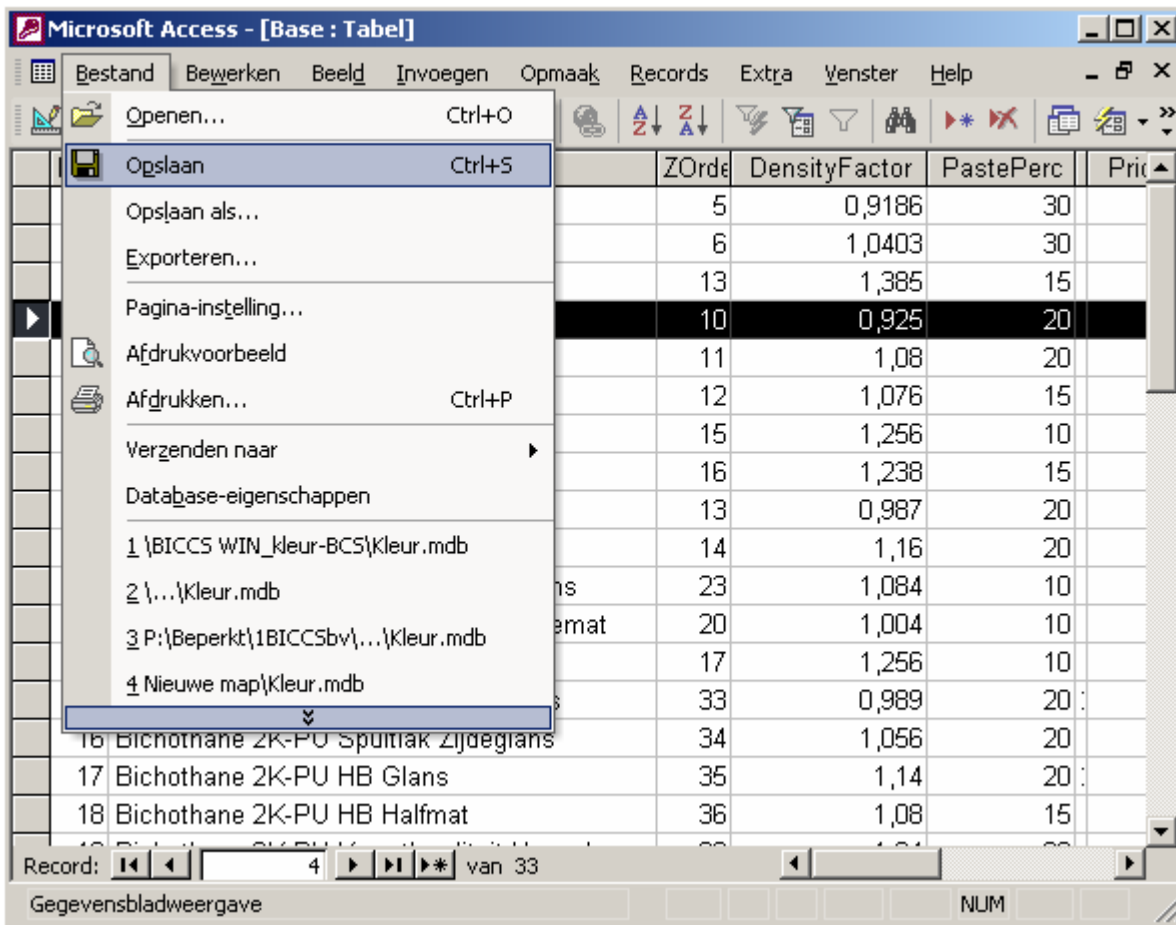 Microsoft Access - [Base : Tabel]
Bestand Bewerken Beeld Invoegen Opmaak Records Extra Venster Help
Openen... Ctrl+O
Opslaan Ctrl+S
Opslaan als...
Exporteren...
Pagina-instelling...
Afdrukvoorbeeld
Afdrukken... Ctrl+P
Verzenden naar
Database-eigenschappen
1 \BICCS WIN_kleur-BCS\Kleur.mdb
2 \...\Kleur.mdb
3 P:\Beperkt\1BICCSbv\...\Kleur.mdb
4 Nieuwe map\Kleur.mdb
ZOrde DensityFactor PastePerc Pric
5 0,9186 30
6 1,0403 30
13 1,385 15
10 0,925 20
11 1,08 20
12 1,076 15
15 1,256 10
16 1,238 15
13 0,987 20
14 1,16 20
ns 23 1,084 10
emat 20 1,004 10
17 1,256 10
33 0,989 20
16 Bichothane 2K-PU Spuitlak Zijdeglans 34 1,056 20
17 Bichothane 2K-PU HB Glans 35 1,14 20
18 Bichothane 2K-PU HB Halfmat 36 1,08 15
Record: 4 van 33
Gegevensbladweergave NUM